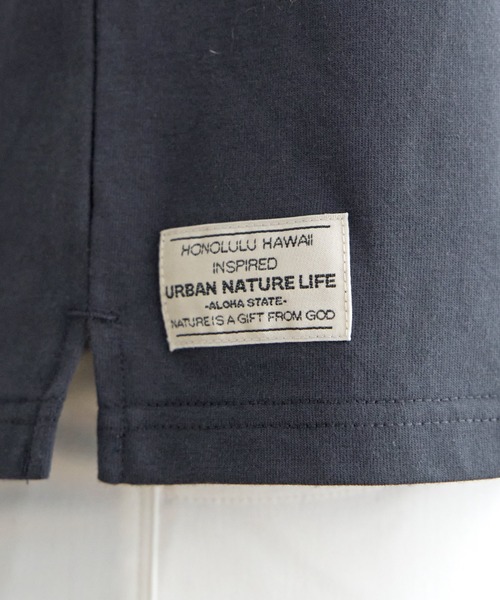 HONOLULU HAWAII
INSPIRED
URBAN NATURE LIFE
-ALOHA STATE-
NATURE IS A GIFT FROM GOD